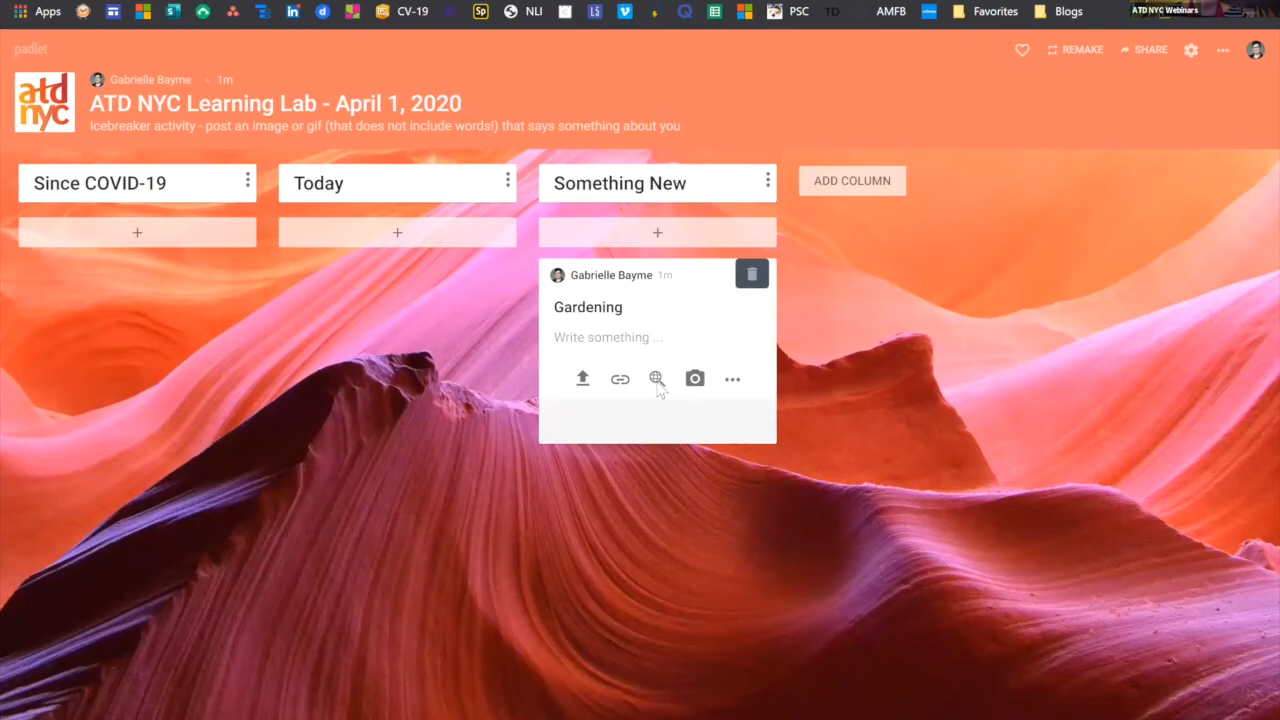 Apps CV-19 NLI PSC TD AMFB Favorites Blogs ATD NYC Webinars
padlet
REMAKE SHARE
atd nyc
Gabrielle Bayme · 1m
ATD NYC Learning Lab - April 1, 2020
Icebreaker activity - post an image or gif (that does not include words!) that says something about you
Since COVID-19 Today Something New ADD COLUMN
+ + +
Gabrielle Bayme 1m
Gardening
Write something ...